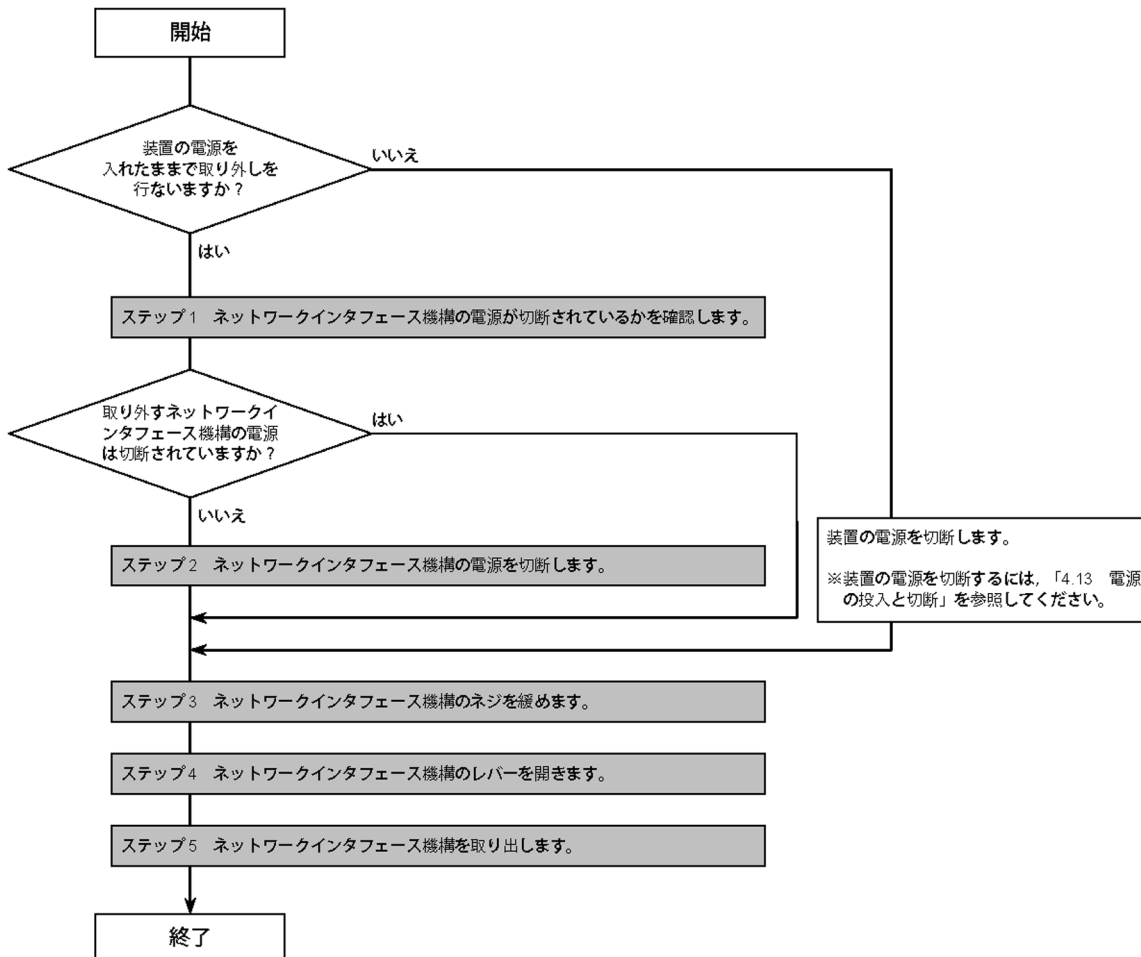 開始
装置の電源を
入れたままで取り外しを
行ないますか？
いいえ
はい
ステップ1　ネットワークインタフェース機構の電源が切断されているかを確認します。
取り外すネットワークイ
ンタフェース機構の電源
は切断されていますか？
はい
いいえ
装置の電源を切断します。
※装置の電源を切断するには，「4.13　電源
の投入と切断」を参照してください。
ステップ2　ネットワークインタフェース機構の電源を切断します。
ステップ3　ネットワークインタフェース機構のネジを緩めます。
ステップ4　ネットワークインタフェース機構のレバーを開きます。
ステップ5　ネットワークインタフェース機構を取り出します。
終了